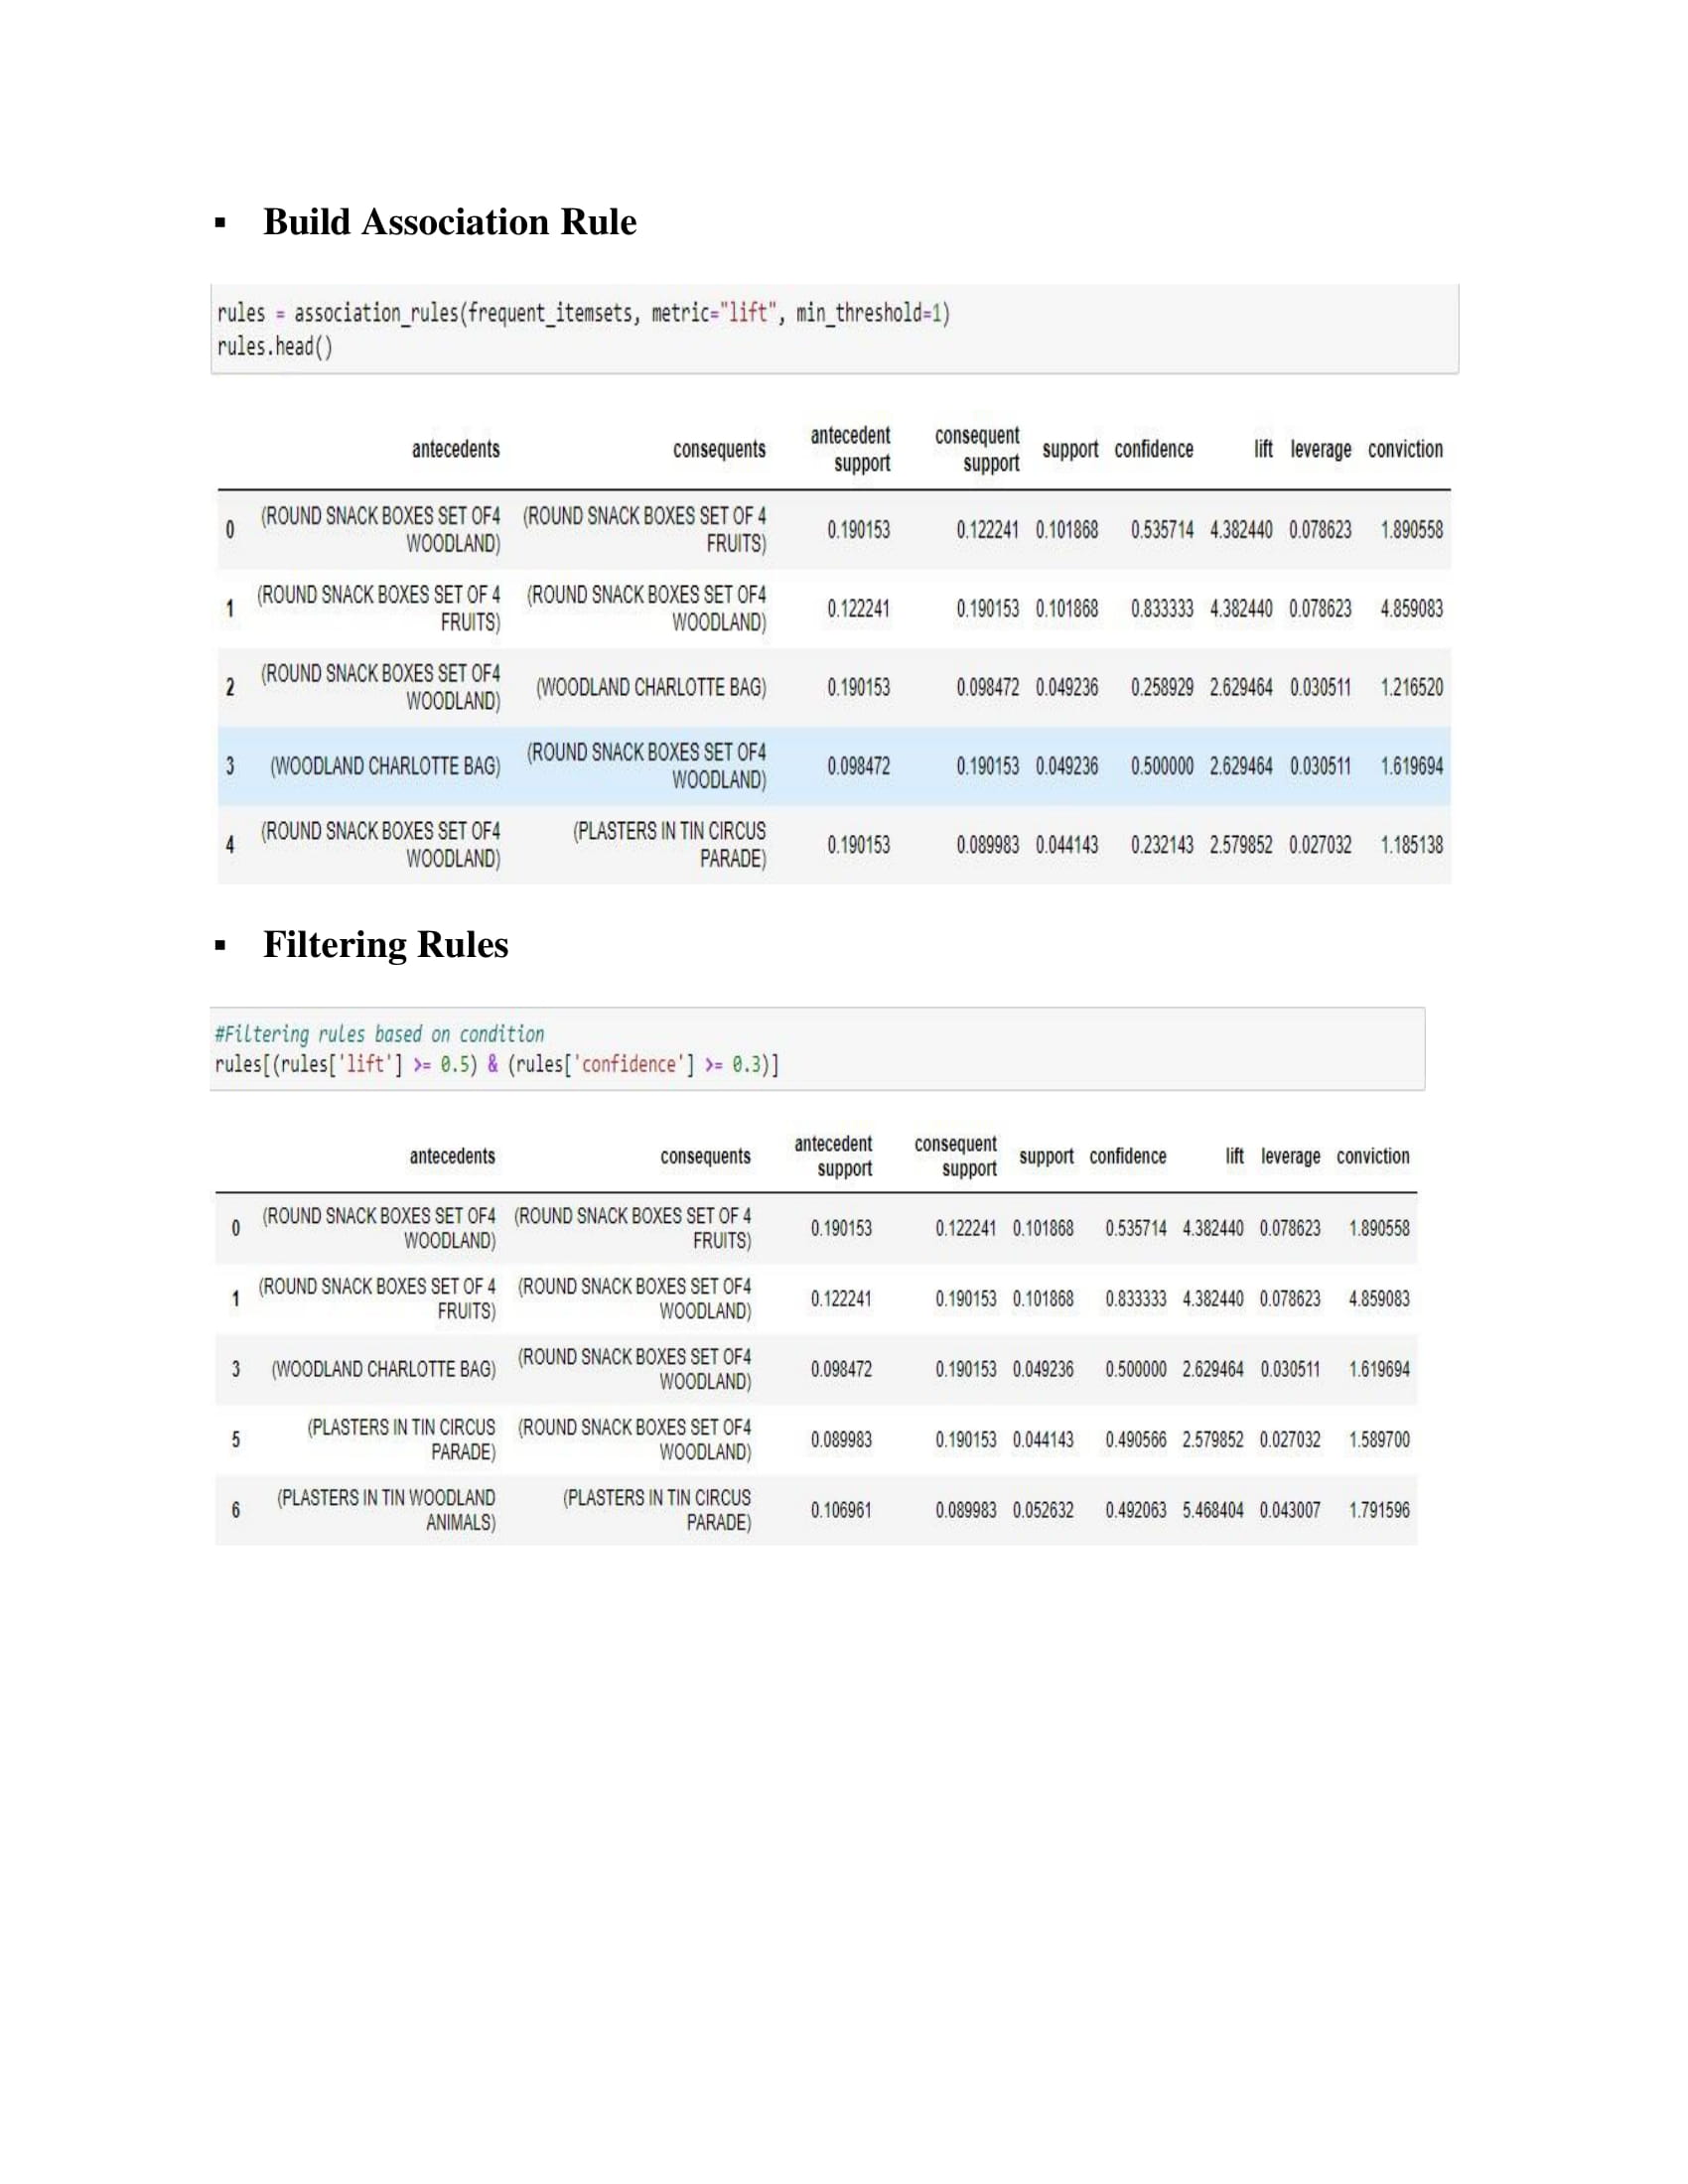 ▪ Build Association Rule
rules = association_rules(frequent_itemsets, metric="lift", min_threshold=1)
rules.head()
antecedents consequents antecedent support consequent support support confidence lift leverage conviction
0 (ROUND SNACK BOXES SET OF4 WOODLAND) (ROUND SNACK BOXES SET OF 4 FRUITS) 0.190153 0.122241 0.101868 0.535714 4.382440 0.078623 1.890558
1 (ROUND SNACK BOXES SET OF 4 FRUITS) (ROUND SNACK BOXES SET OF4 WOODLAND) 0.122241 0.190153 0.101868 0.833333 4.382440 0.078623 4.859083
2 (ROUND SNACK BOXES SET OF4 WOODLAND) (WOODLAND CHARLOTTE BAG) 0.190153 0.098472 0.049236 0.258929 2.629464 0.030511 1.216520
3 (WOODLAND CHARLOTTE BAG) (ROUND SNACK BOXES SET OF4 WOODLAND) 0.098472 0.190153 0.049236 0.500000 2.629464 0.030511 1.619694
4 (ROUND SNACK BOXES SET OF4 WOODLAND) (PLASTERS IN TIN CIRCUS PARADE) 0.190153 0.089983 0.044143 0.232143 2.579852 0.027032 1.185138
▪ Filtering Rules
#Filtering rules based on condition
rules[(rules['lift'] >= 0.5) & (rules['confidence'] >= 0.3)]
antecedents consequents antecedent support consequent support support confidence lift leverage conviction
0 (ROUND SNACK BOXES SET OF4 WOODLAND) (ROUND SNACK BOXES SET OF 4 FRUITS) 0.190153 0.122241 0.101868 0.535714 4.382440 0.078623 1.890558
1 (ROUND SNACK BOXES SET OF 4 FRUITS) (ROUND SNACK BOXES SET OF4 WOODLAND) 0.122241 0.190153 0.101868 0.833333 4.382440 0.078623 4.859083
3 (WOODLAND CHARLOTTE BAG) (ROUND SNACK BOXES SET OF4 WOODLAND) 0.098472 0.190153 0.049236 0.500000 2.629464 0.030511 1.619694
5 (PLASTERS IN TIN CIRCUS PARADE) (ROUND SNACK BOXES SET OF4 WOODLAND) 0.089983 0.190153 0.044143 0.490566 2.579852 0.027032 1.589700
6 (PLASTERS IN TIN WOODLAND ANIMALS) (PLASTERS IN TIN CIRCUS PARADE) 0.106961 0.089983 0.052632 0.492063 5.468404 0.043007 1.791596